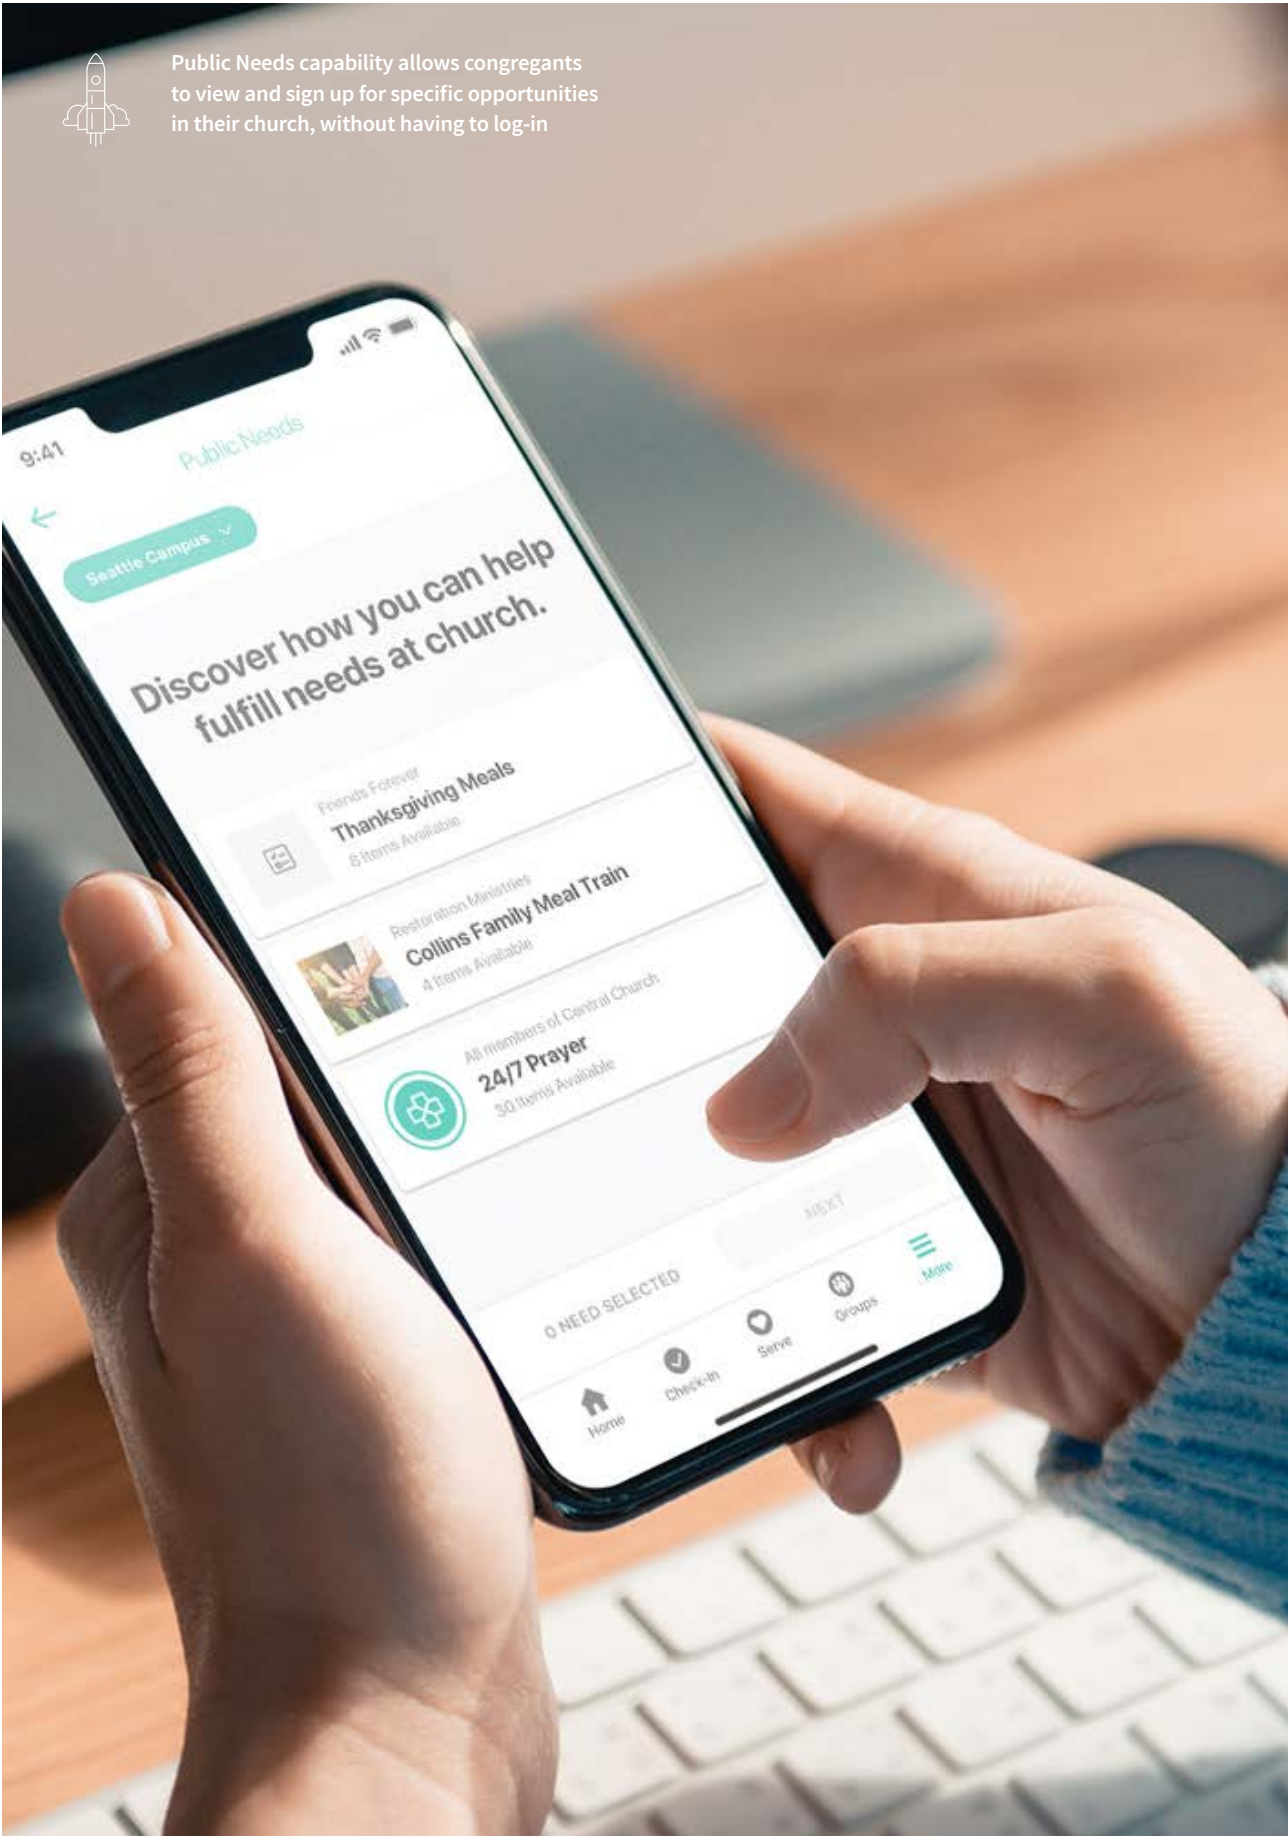 Public Needs capability allows congregants
to view and sign up for specific opportunities
in their church, without having to log-in
9:41
Public Needs
Seattle Campus
Discover how you can help
fulfill needs at church.
Friends Forever
Thanksgiving Meals
8 Items Available
Restoration Ministries
Collins Family Meal Train
4 Items Available
All members of Central Church
24/7 Prayer
30 Items Available
0 NEED SELECTED
NEXT
Home
Check-In
Serve
Groups
More